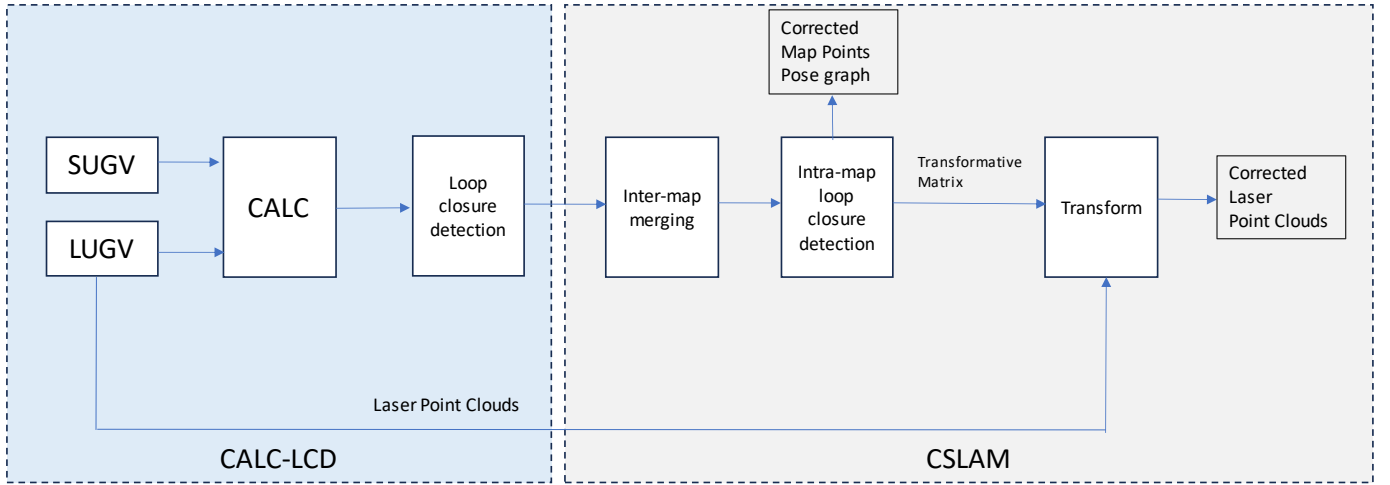 SUGV
LUGV
CALC
Loop
closure
detection
Laser Point Clouds
CALC-LCD
Corrected
Map Points
Pose graph
Inter-map
merging
Intra-map
loop
closure
detection
Transformative
Matrix
Transform
Corrected
Laser
Point Clouds
CSLAM